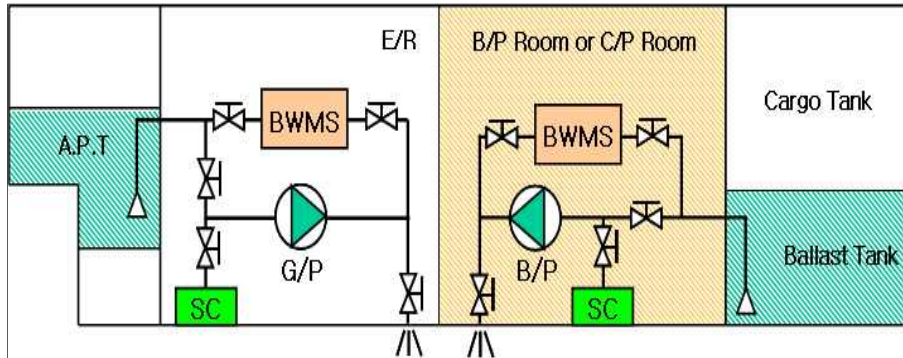 E/R
B/P Room or C/P Room
Cargo Tank
BWMS
BWMS
A.P.T
G/P
B/P
Ballast Tank
SC
SC